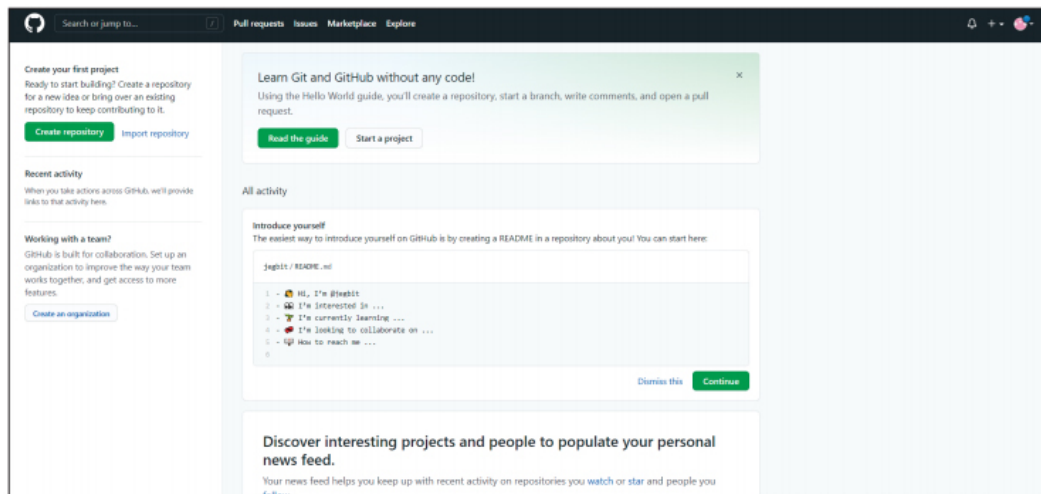 Search or jump to...
/
Pull requests Issues Marketplace Explore
Create your first project
Ready to start building? Create a repository
for a new idea or bring over an existing
repository to keep contributing to it.
Create repository Import repository
Recent activity
When you take actions across GitHub, we'll provide
links to that activity here.
Working with a team?
GitHub is built for collaboration. Set up an
organization to improve the way your team
works together, and get access to more
features.
Create an organization
Learn Git and GitHub without any code!
Using the Hello World guide, you'll create a repository, start a branch, write comments, and open a pull
request.
Read the guide Start a project
All activity
Introduce yourself
The easiest way to introduce yourself on GitHub is by creating a README in a repository about you! You can start here:
jwgbit / README.md
1 - 👋 Hi, I'm @jwgbit
2 - 👀 I'm interested in ...
3 - 🌱 I'm currently learning ...
4 - 💞️ I'm looking to collaborate on ...
5 - 📫 How to reach me ...
6
Dismiss this Continue
Discover interesting projects and people to populate your personal
news feed.
Your news feed helps you keep up with recent activity on repositories you watch or star and people you